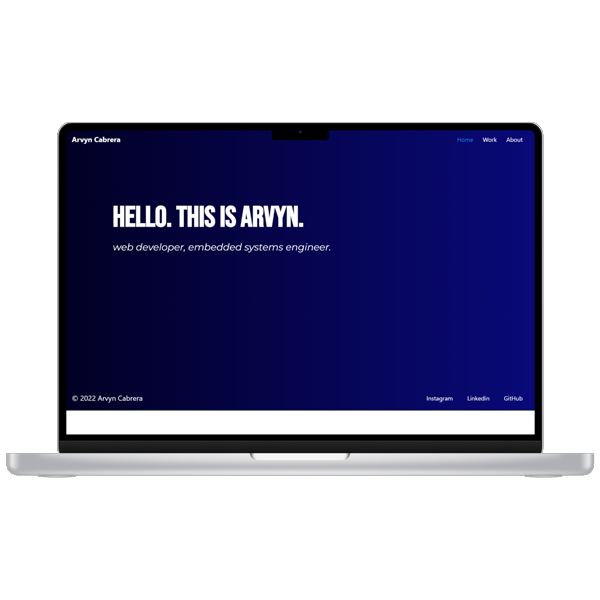 Arvyn Cabrera
Home Work About
HELLO. THIS IS ARVYN.
web developer, embedded systems engineer.
© 2022 Arvyn Cabrera
Instagram Linkedin GitHub